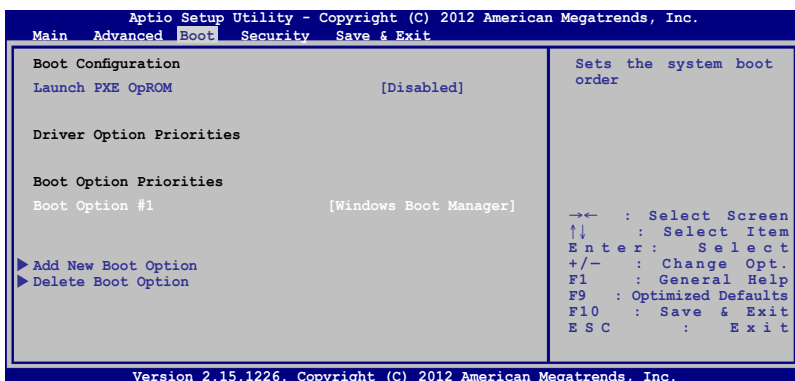 Aptio Setup Utility - Copyright (C) 2012 American Megatrends, Inc.
Main Advanced Boot Security Save & Exit
Boot Configuration
Launch PXE OpROM [Disabled]
Driver Option Priorities
Boot Option Priorities
Boot Option #1 [Windows Boot Manager]
Add New Boot Option
Delete Boot Option
Sets the system boot
order
→← : Select Screen
↑↓ : Select Item
Enter: Select
+/— : Change Opt.
F1 : General Help
F9 : Optimized Defaults
F10 : Save & Exit
ESC : Exit
Version 2.15.1226. Copyright (C) 2012 American Megatrends, Inc.